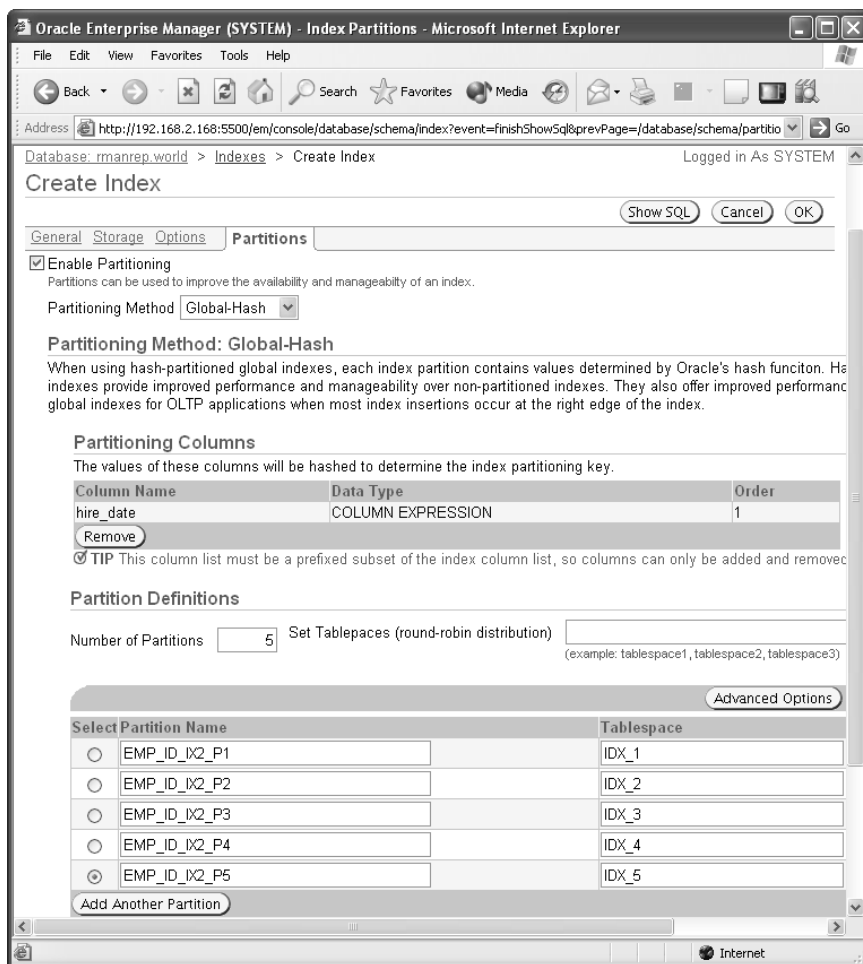 Oracle Enterprise Manager (SYSTEM) - Index Partitions - Microsoft Internet Explorer
File Edit View Favorites Tools Help
Back Search Favorites Media
Address http://192.168.2.168:5500/em/console/database/schema/index?event=finishShowSql&prevPage=/database/schema/partitio Go
Database: rmanrep.world > Indexes > Create Index Logged in As SYSTEM
Create Index
Show SQL Cancel OK
General Storage Options Partitions
Enable Partitioning
Partitions can be used to improve the availability and manageabilty of an index.
Partitioning Method Global-Hash
Partitioning Method: Global-Hash
When using hash-partitioned global indexes, each index partition contains values determined by Oracle's hash funciton. Ha
indexes provide improved performance and manageability over non-partitioned indexes. They also offer improved performanc
global indexes for OLTP applications when most index insertions occur at the right edge of the index.
Partitioning Columns
The values of these columns will be hashed to determine the index partitioning key.
Column Name Data Type Order
hire_date COLUMN EXPRESSION 1
Remove
TIP This column list must be a prefixed subset of the index column list, so columns can only be added and removed
Partition Definitions
Number of Partitions 5 Set Tablepaces (round-robin distribution)
(example: tablespace1, tablespace2, tablespace3)
Advanced Options
Select Partition Name Tablespace
EMP_ID_IX2_P1 IDX_1
EMP_ID_IX2_P2 IDX_2
EMP_ID_IX2_P3 IDX_3
EMP_ID_IX2_P4 IDX_4
EMP_ID_IX2_P5 IDX_5
Add Another Partition
Internet